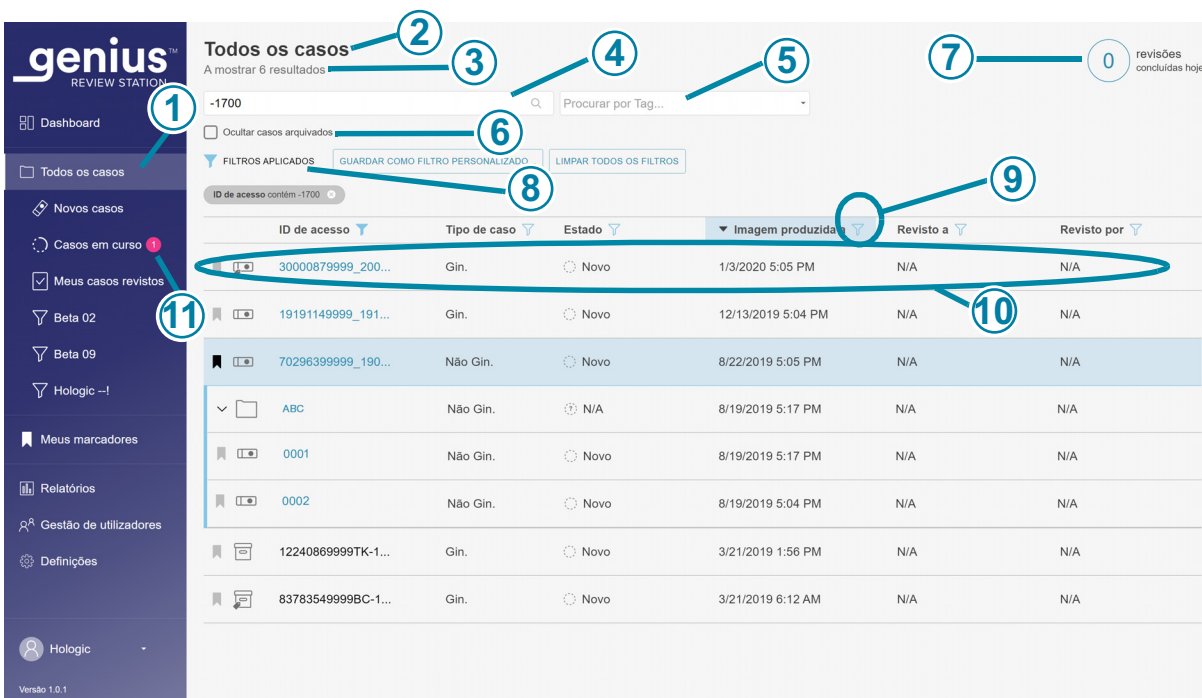 genius™
REVIEW STATION
Dashboard
Todos os casos
Novos casos
Casos em curso 1
Meus casos revistos
Beta 02
Beta 09
Hologic --!
Meus marcadores
Relatórios
Gestão de utilizadores
Definições
Hologic
Versão 1.0.1
1
11
Todos os casos
2
A mostrar 6 resultados
3
4
5
7
0 revisões
concluídas hoje
-1700
Procurar por Tag...
Ocultar casos arquivados
6
FILTROS APLICADOS GUARDAR COMO FILTRO PERSONALIZADO... LIMPAR TODOS OS FILTROS
8
9
ID de acesso contém -1700
ID de acesso Tipo de caso Estado Imagem produzida a Revisto a Revisto por
30000879999_200... Gin. Novo 1/3/2020 5:05 PM N/A N/A
10
19191149999_191... Gin. Novo 12/13/2019 5:04 PM N/A N/A
70296399999_190... Não Gin. Novo 8/22/2019 5:05 PM N/A N/A
ABC Não Gin. ? N/A 8/19/2019 5:17 PM N/A N/A
0001 Não Gin. Novo 8/19/2019 5:17 PM N/A N/A
0002 Não Gin. Novo 8/19/2019 5:04 PM N/A N/A
12240869999TK-1... Gin. Novo 3/21/2019 1:56 PM N/A N/A
83783549999BC-1... Gin. Novo 3/21/2019 6:12 AM N/A N/A